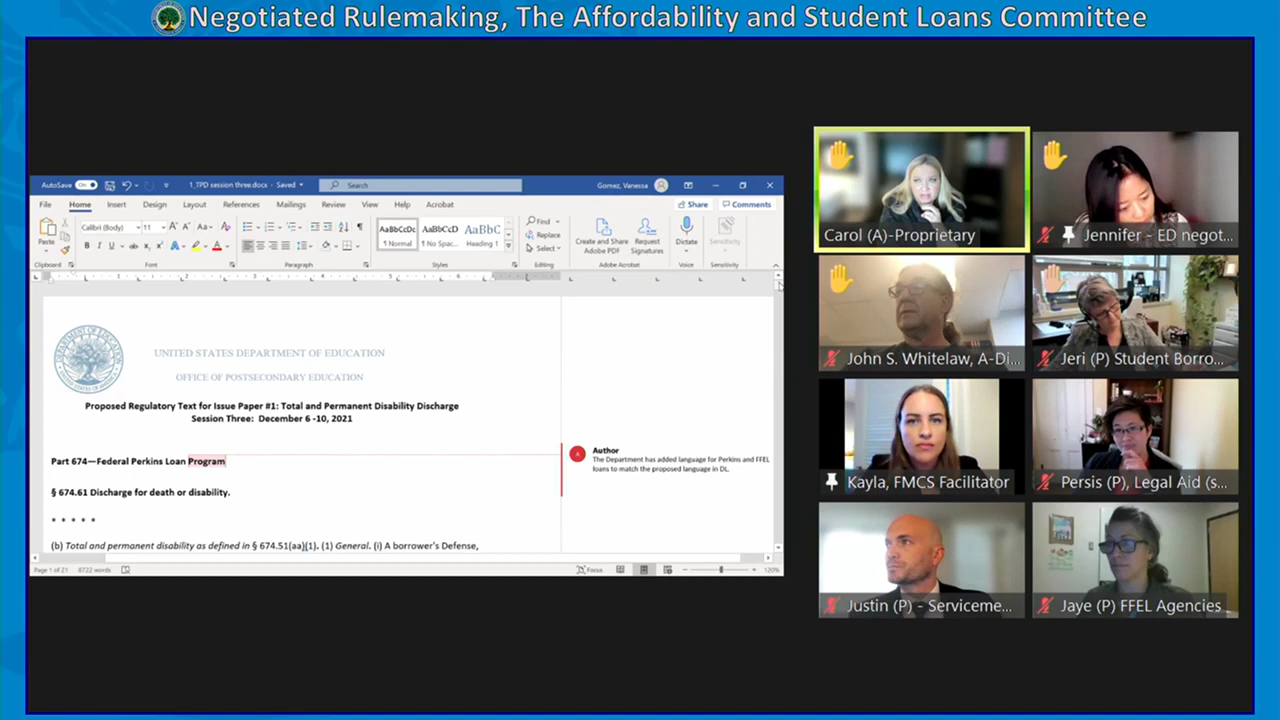 Negotiated Rulemaking, The Affordability and Student Loans Committee
AutoSave On
1_TPD session three.docx - Saved
Search
Gomez, Vanessa
File Home Insert Design Layout References Mailings Review View Help Acrobat
Share Comments
Paste
Calibri (Body) 11
AaBbCcDc AaBbCcD AaBbC
Normal No Spac... Heading 1
Find
Replace
Select
Create and Share Adobe PDF
Request Signatures
Dictate
Sensitivity
Clipboard Font Paragraph Styles Editing Adobe Acrobat Voice Sensitivity
UNITED STATES DEPARTMENT OF EDUCATION
OFFICE OF POSTSECONDARY EDUCATION
Proposed Regulatory Text for Issue Paper #1: Total and Permanent Disability Discharge
Session Three: December 6 -10, 2021
Part 674—Federal Perkins Loan Program
§ 674.61 Discharge for death or disability.
* * * * *
(b) Total and permanent disability as defined in § 674.51(aa)(1). (1) General. (i) A borrower's Defense,
Author
The Department has added language for Perkins and FFEL
loans to match the proposed language in DL.
Page 1 of 21 8722 words
Focus
120%
Carol (A)-Proprietary
Jennifer - ED negot...
John S. Whitelaw, A-Di...
Jeri (P) Student Borro...
Kayla, FMCS Facilitator
Persis (P), Legal Aid (s...
Justin (P) - Serviceme...
Jaye (P) FFEL Agencies